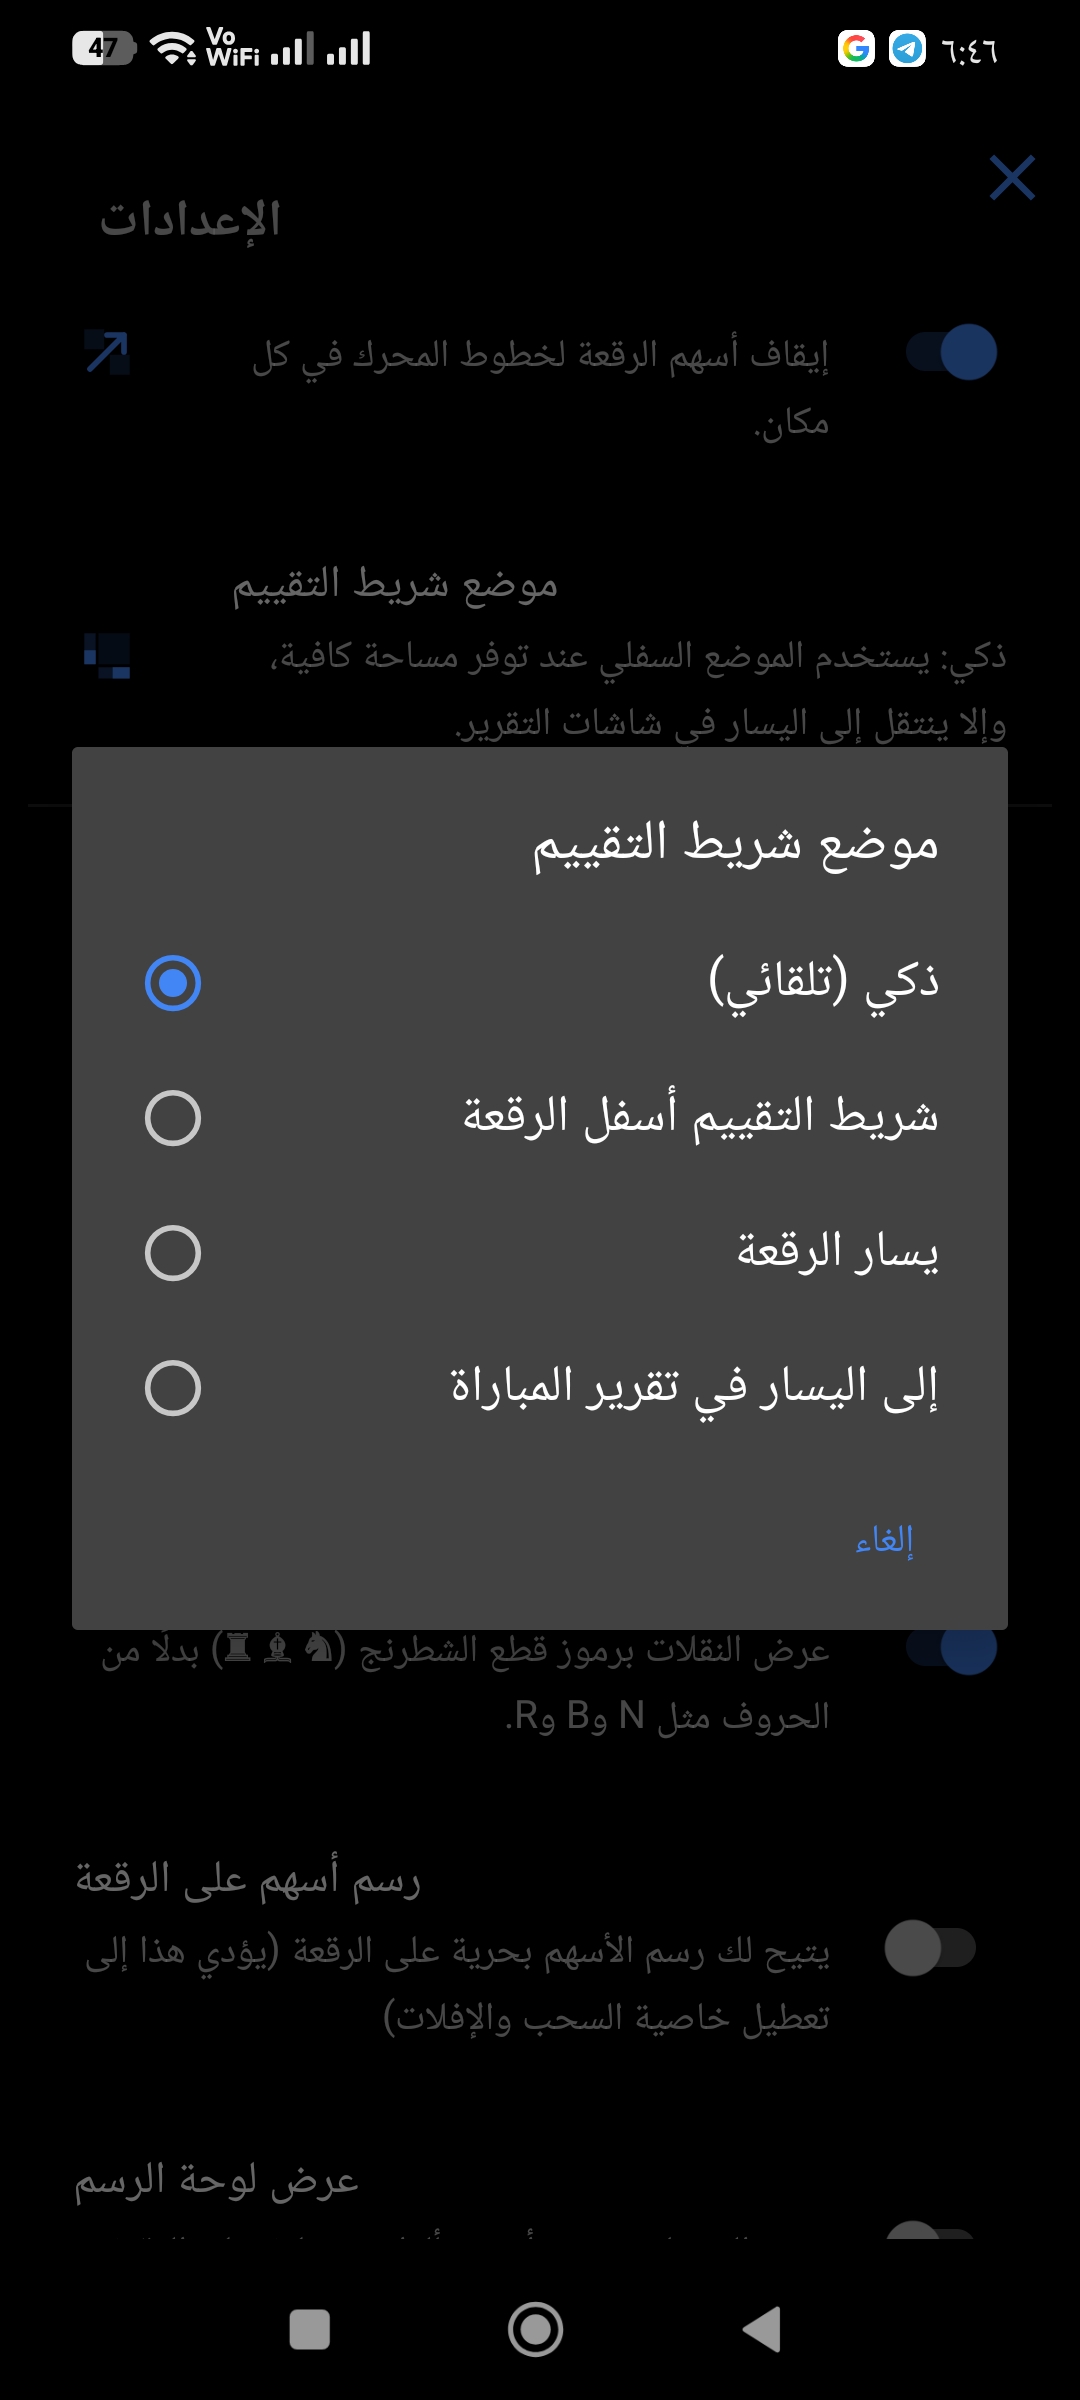 47 Vo WiFi ٦:٤٦
الإعدادات
إيقاف أسهم الرقعة لخطوط المحرك في كل
مكان.
موضع شريط التقييم
ذكي: يستخدم الموضع السفلي عند توفر مساحة كافية،
وإلا ينتقل إلى اليسار في شاشات التقرير.
موضع شريط التقييم
ذكي (تلقائي)
شريط التقييم أسفل الرقعة
يسار الرقعة
إلى اليسار في تقرير المباراة
إلغاء
عرض النقلات برموز قطع الشطرنج (♞ ♝ ♜) بدلًا من
الحروف مثل N وB وR.
رسم أسهم على الرقعة
يتيح لك رسم الأسهم بحرية على الرقعة (يؤدي هذا إلى
تعطيل خاصية السحب والإفلات)
عرض لوحة الرسم